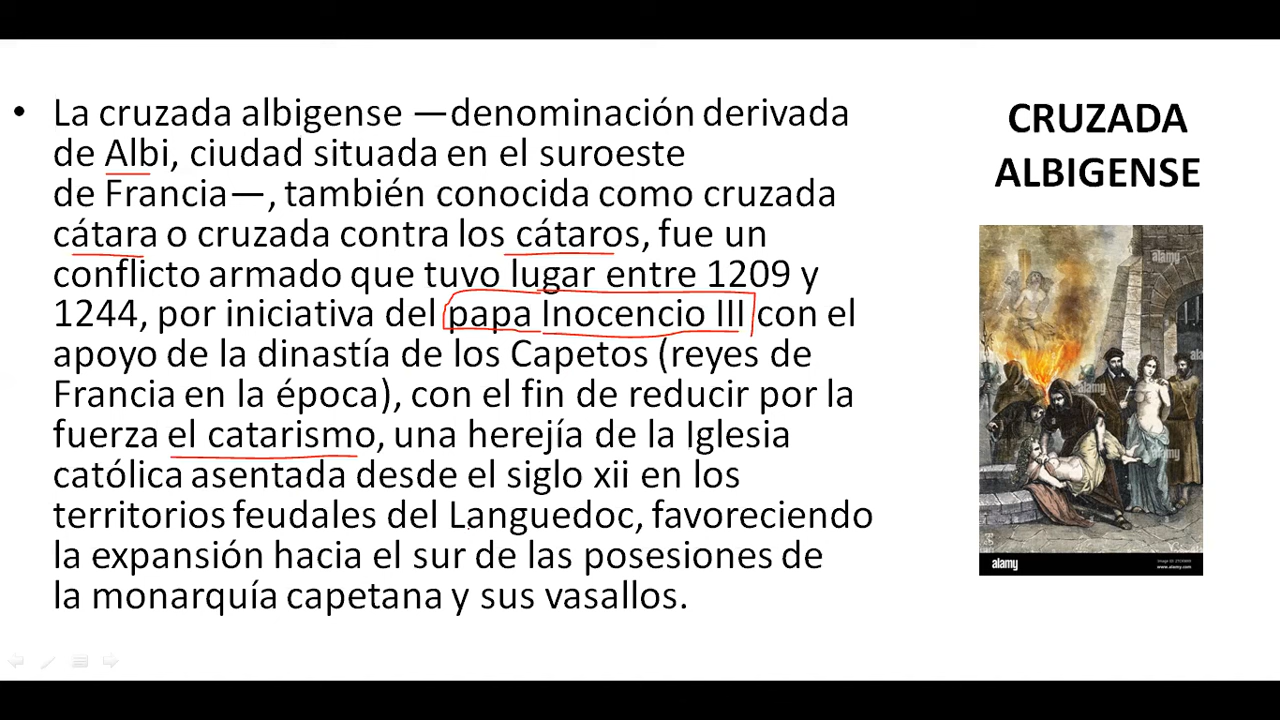 • La cruzada albigense —denominación derivada
de Albi, ciudad situada en el suroeste
de Francia—, también conocida como cruzada
cátara o cruzada contra los cátaros, fue un
conflicto armado que tuvo lugar entre 1209 y
1244, por iniciativa del papa Inocencio III con el
apoyo de la dinastía de los Capetos (reyes de
Francia en la época), con el fin de reducir por la
fuerza el catarismo, una herejía de la Iglesia
católica asentada desde el siglo xii en los
territorios feudales del Languedoc, favoreciendo
la expansión hacia el sur de las posesiones de
la monarquía capetana y sus vasallos.
CRUZADA
ALBIGENSE
alamy
alamy
alamy
alamy
alamy
www.alamy.com